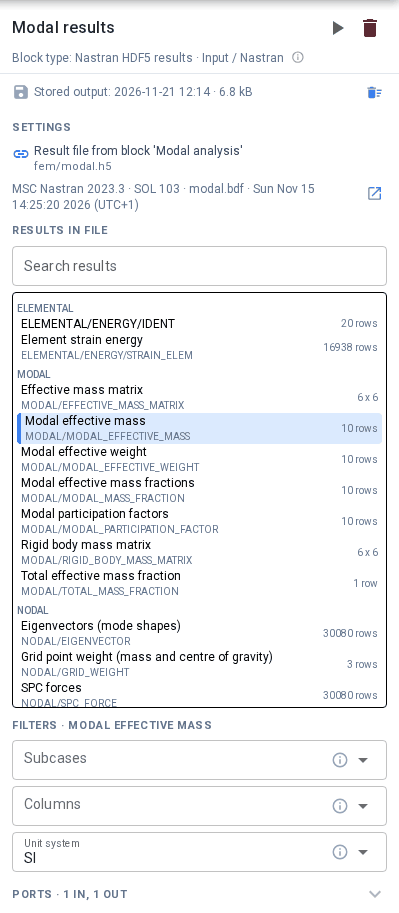 Modal results
Block type: Nastran HDF5 results · Input / Nastran
Stored output: 2026-11-21 12:14 · 6.8 kB
SETTINGS
Result file from block 'Modal analysis'
fem/modal.h5
MSC Nastran 2023.3 · SOL 103 · modal.bdf · Sun Nov 15
14:25:20 2026 (UTC+1)
RESULTS IN FILE
Search results
ELEMENTAL
ELEMENTAL/ENERGY/IDENT 20 rows
Element strain energy
ELEMENTAL/ENERGY/STRAIN_ELEM 16938 rows
MODAL
Effective mass matrix
MODAL/EFFECTIVE_MASS_MATRIX 6 x 6
Modal effective mass
MODAL/MODAL_EFFECTIVE_MASS 10 rows
Modal effective weight
MODAL/MODAL_EFFECTIVE_WEIGHT 10 rows
Modal effective mass fractions
MODAL/MODAL_MASS_FRACTION 10 rows
Modal participation factors
MODAL/MODAL_PARTICIPATION_FACTOR 10 rows
Rigid body mass matrix
MODAL/RIGID_BODY_MASS_MATRIX 6 x 6
Total effective mass fraction
MODAL/TOTAL_MASS_FRACTION 1 row
NODAL
Eigenvectors (mode shapes)
NODAL/EIGENVECTOR 30080 rows
Grid point weight (mass and centre of gravity)
NODAL/GRID_WEIGHT 3 rows
SPC forces
NODAL/SPC_FORCE 30080 rows
FILTERS · MODAL EFFECTIVE MASS
Subcases
Columns
Unit system
SI
PORTS · 1 IN, 1 OUT